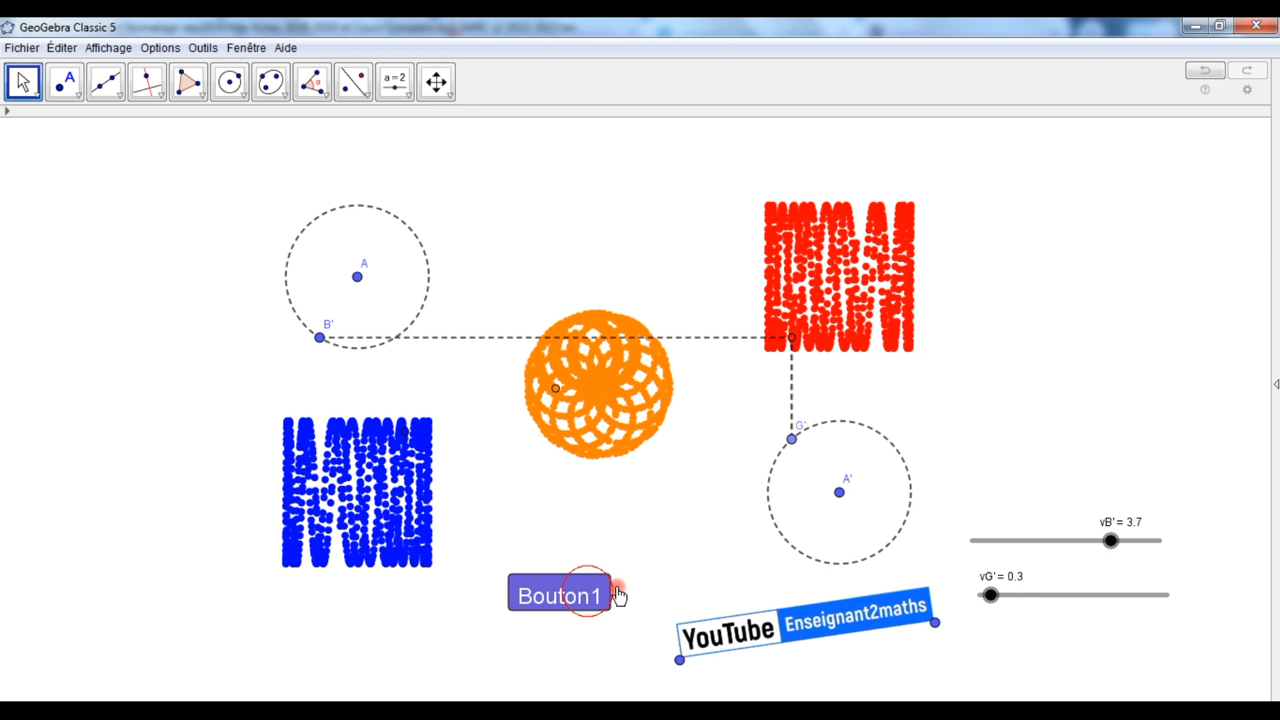 GeoGebra Classic 5
Fichier Éditer Affichage Options Outils Fenêtre Aide
A
α
a=2
A
B'
G'
A'
vB' = 3.7
vG' = 0.3
Bouton1
YouTube Enseignant2maths